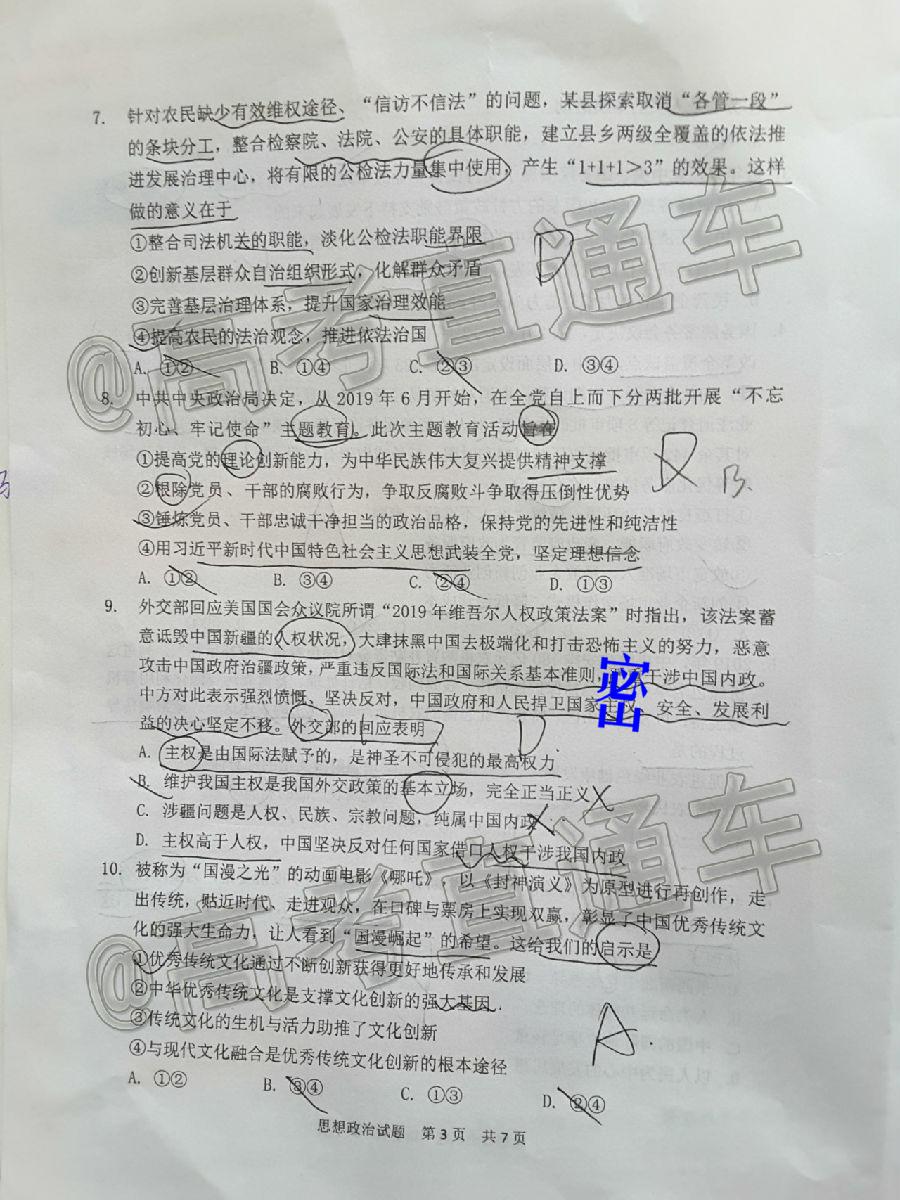 7. 针对农民缺少有效维权途径、“信访不信法”的问题，某县探索取消“各管一段”
的条块分工，整合检察院、法院、公安的具体职能，建立县乡两级全覆盖的依法推
进发展治理中心，将有限的公检法力量集中使用，产生“1+1+1>3”的效果。这样
做的意义在于
①整合司法机关的职能，淡化公检法职能界限
②创新基层群众自治组织形式，化解群众矛盾
③完善基层治理体系，提升国家治理效能
④提高农民的法治观念，推进依法治国
D
A. ①② B. ①④ C. ②③ D. ③④
8. 中共中央政治局决定，从2019年6月开始，在全党自上而下分两批开展“不忘
初心、牢记使命”主题教育。此次主题教育活动旨在
①提高党的理论创新能力，为中华民族伟大复兴提供精神支撑
②根除党员、干部的腐败行为，争取反腐败斗争取得压倒性优势
③锤炼党员、干部忠诚干净担当的政治品格，保持党的先进性和纯洁性
④用习近平新时代中国特色社会主义思想武装全党，坚定理想信念
B.
A. ①② B. ③④ C. ②④ D. ①③
9. 外交部回应美国国会众议院所谓“2019年维吾尔人权政策法案”时指出，该法案蓄
意诋毁中国新疆的人权状况，大肆抹黑中国去极端化和打击恐怖主义的努力，恶意
攻击中国政府治疆政策，严重违反国际法和国际关系基本准则，干涉中国内政。
中方对此表示强烈愤慨、坚决反对，中国政府和人民捍卫国家主权、安全、发展利
益的决心坚定不移。外交部的回应表明
密
D
A. 主权是由国际法赋予的，是神圣不可侵犯的最高权力
B. 维护我国主权是我国外交政策的基本立场，完全正当正义
C. 涉疆问题是人权、民族、宗教问题，纯属中国内政
D. 主权高于人权，中国坚决反对任何国家借口人权干涉我国内政
10. 被称为“国漫之光”的动画电影《哪吒》，以《封神演义》为原型进行再创作，走
出传统，贴近时代、走进观众，在口碑与票房上实现双赢，彰显了中国优秀传统文
化的强大生命力，让人看到“国漫崛起”的希望。这给我们的启示是
①优秀传统文化通过不断创新获得更好地传承和发展
②中华优秀传统文化是支撑文化创新的强大基因
③传统文化的生机与活力助推了文化创新
④与现代文化融合是优秀传统文化创新的根本途径
A.
A. ①② B. ③④ C. ①③ D. ②④
思想政治试题 第3页 共7页
@高考直通车
@高考直通车